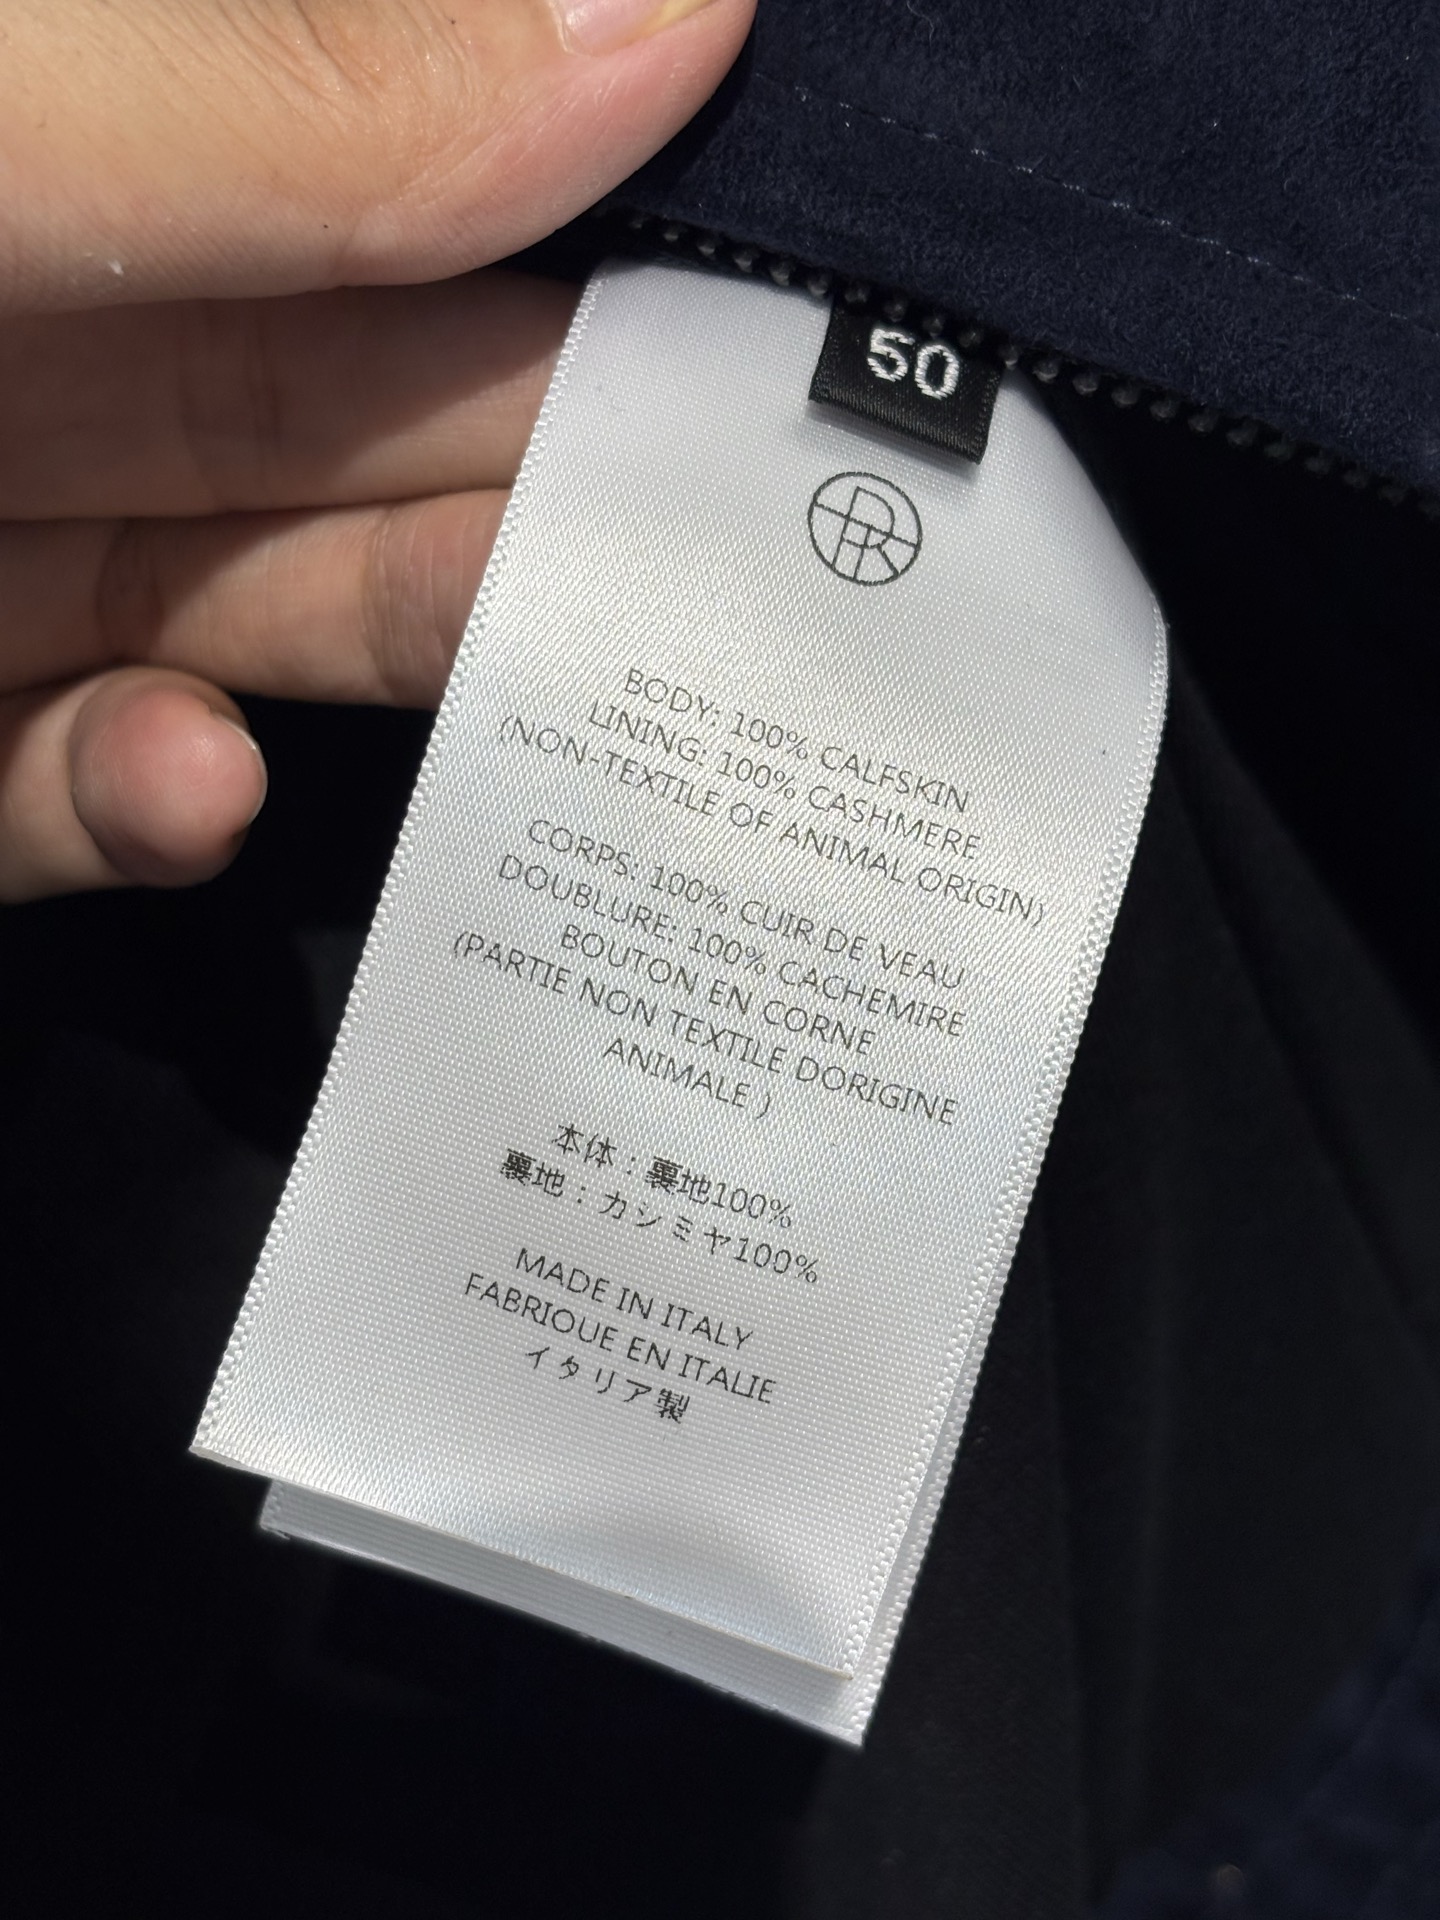 50
BODY: 100% CALFSKIN
LINING: 100% CASHMERE
(NON-TEXTILE OF ANIMAL ORIGIN)
CORPS: 100% CUIR DE VEAU
DOUBLURE: 100% CACHEMIRE
BOUTON EN CORNE
(PARTIE NON TEXTILE DORIGINE
ANIMALE )
本体：裏地100%
裏地：カシミヤ100%
MADE IN ITALY
FABRIQUE EN ITALIE
イタリア製